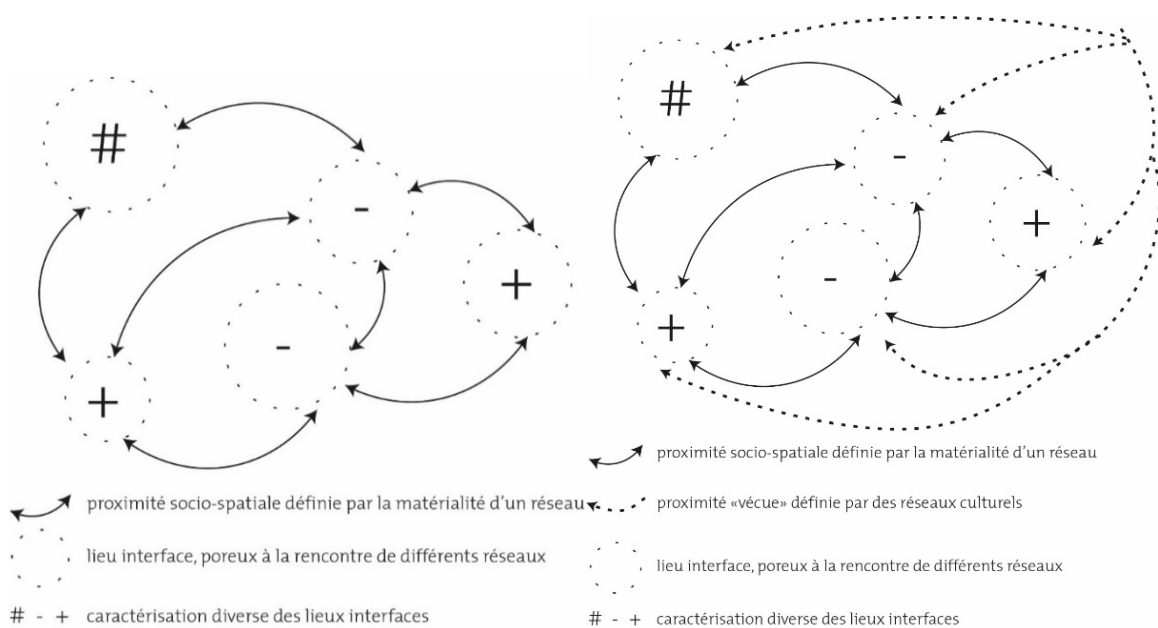 #
-
+
-
+
proximité socio-spatiale définie par la matérialité d'un réseau
lieu interface, poreux à la rencontre de différents réseaux
# - + caractérisation diverse des lieux interfaces
#
-
+
-
+
proximité socio-spatiale définie par la matérialité d'un réseau
proximité «vécue» définie par des réseaux culturels
lieu interface, poreux à la rencontre de différents réseaux
# - + caractérisation diverse des lieux interfaces